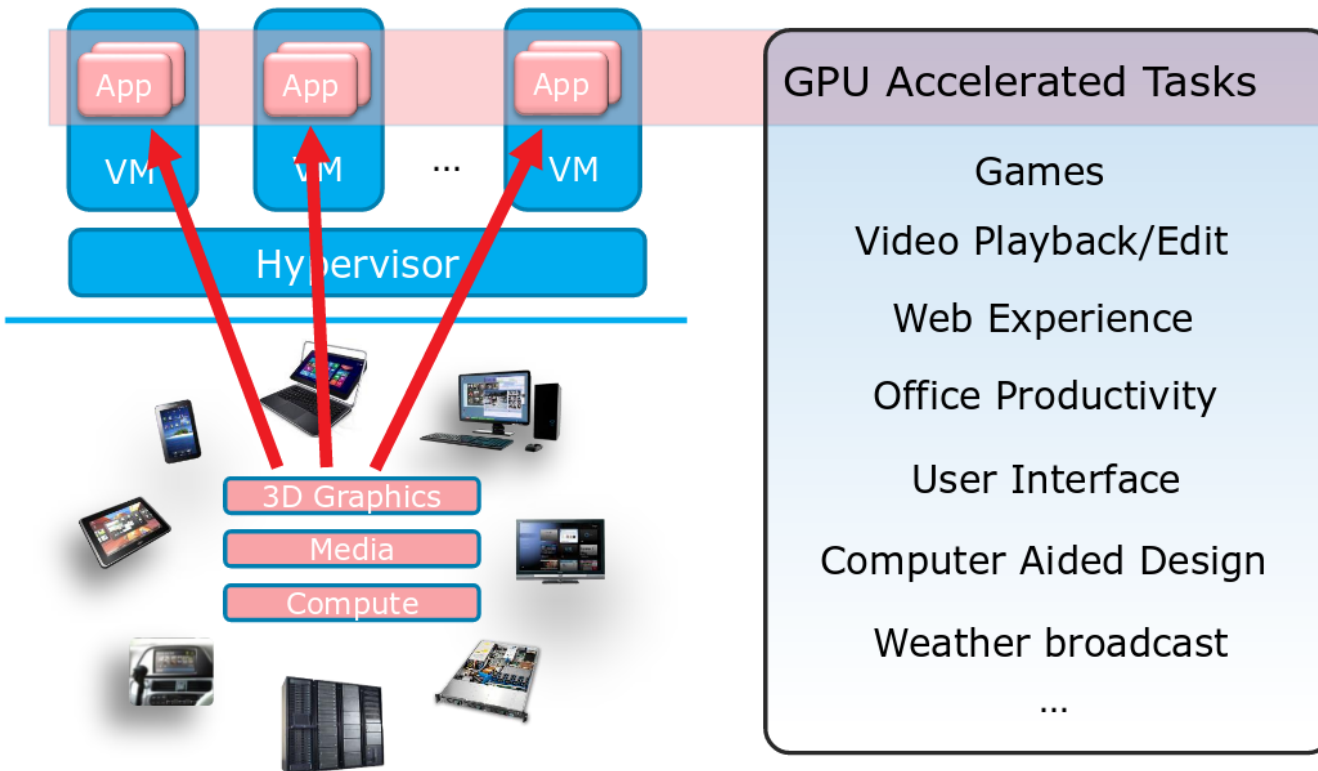 App
App
App
VM
VM
...
VM
Hypervisor
3D Graphics
Media
Compute
GPU Accelerated Tasks
Games
Video Playback/Edit
Web Experience
Office Productivity
User Interface
Computer Aided Design
Weather broadcast
...